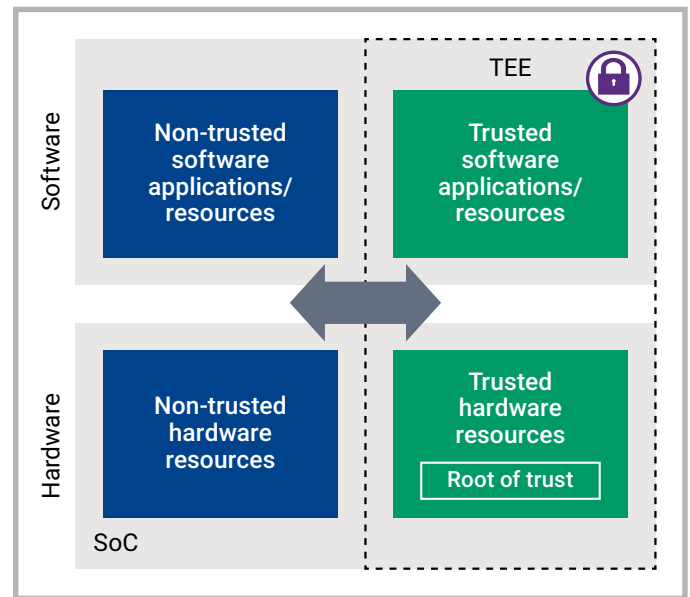 TEE
Software
Non-trusted
software
applications/
resources
Trusted
software
applications/
resources
Hardware
Non-trusted
hardware
resources
Trusted
hardware
resources
Root of trust
SoC